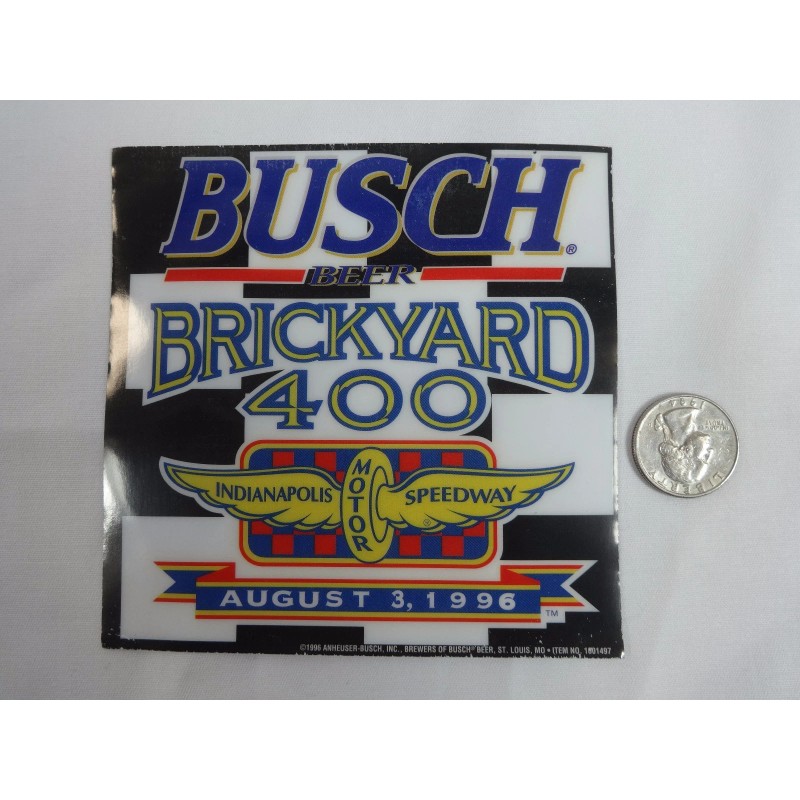 BUSCH®
BEER
BRICKYARD
400
INDIANAPOLIS MOTOR SPEEDWAY®
AUGUST 3, 1996
TM
©1996 ANHEUSER-BUSCH, INC., BREWERS OF BUSCH® BEER, ST. LOUIS, MO • ITEM NO. 1001497
LIBERTY